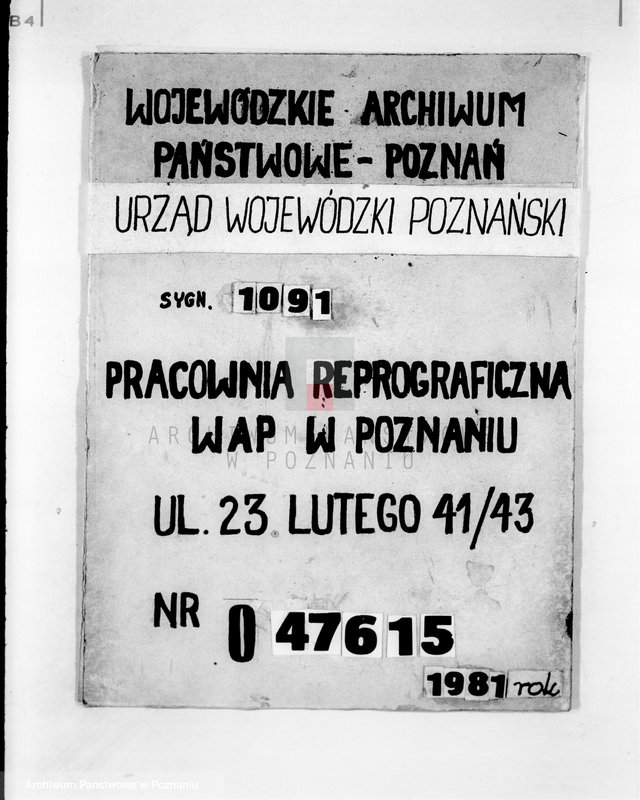 B4
WOJEWÓDZKIE ARCHIWUM
PAŃSTWOWE - POZNAŃ
URZĄD WOJEWÓDZKI POZNAŃSKI
SYGN. 1091
PRACOWNIA REPROGRAFICZNA
WAP W POZNANIU
UL. 23 LUTEGO 41/43
NR 0 47615
1981 rok
Archiwum Państwowe w Poznaniu